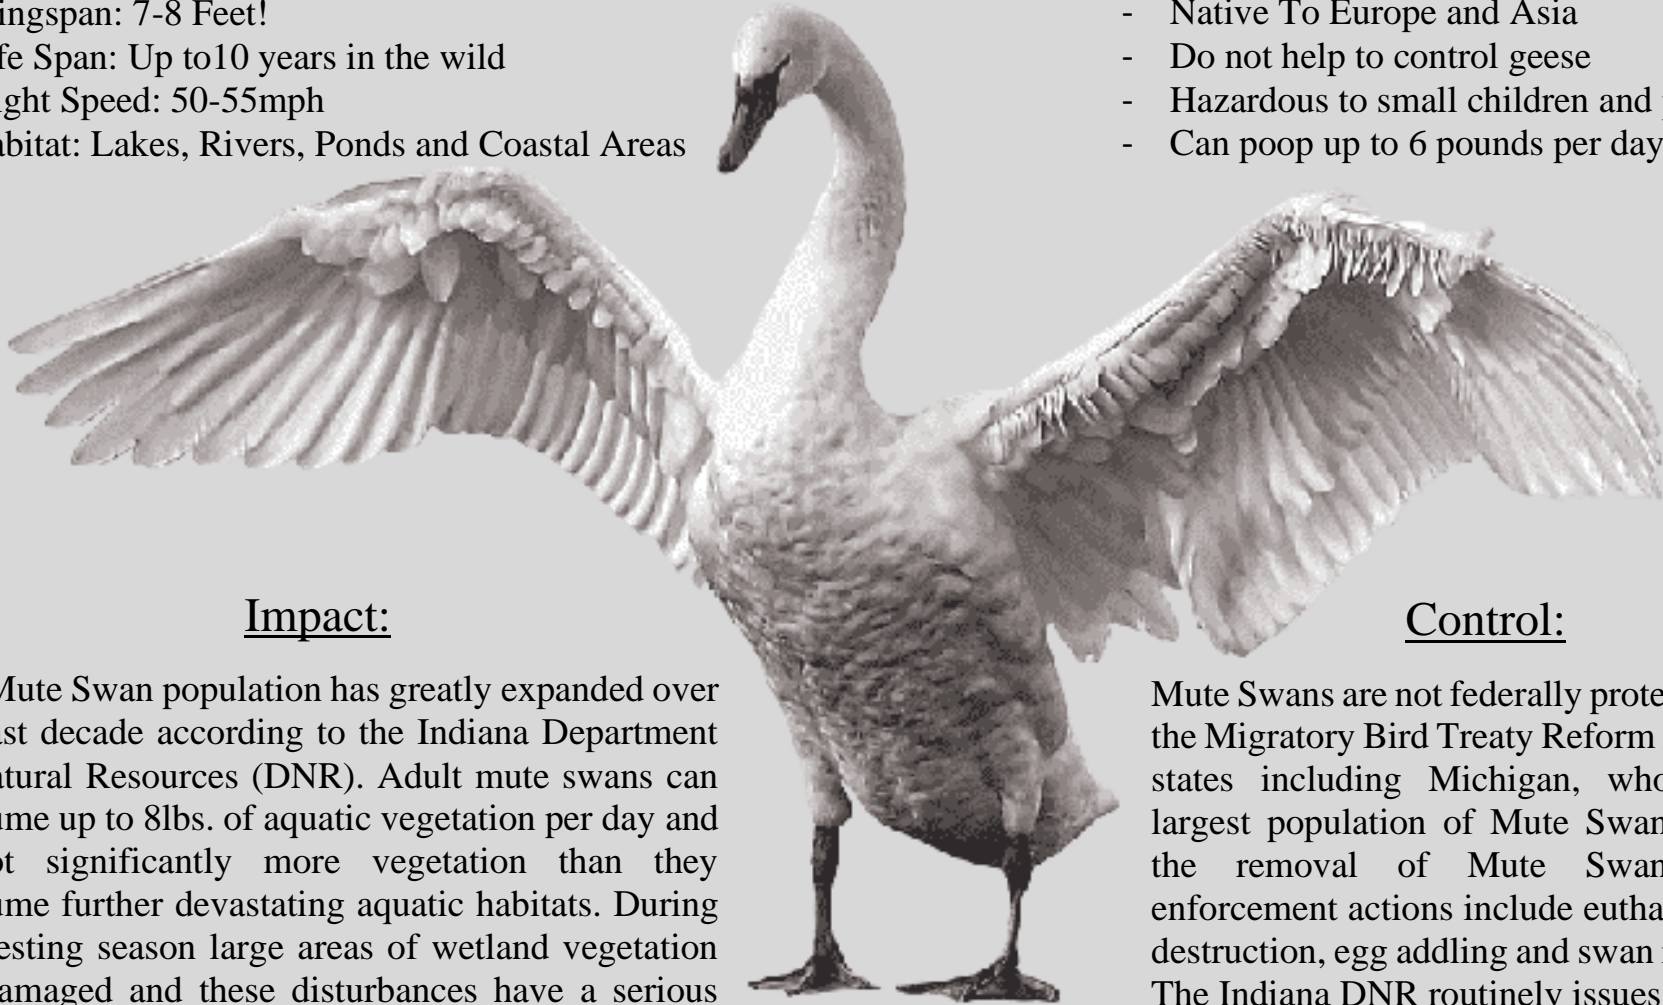 ingspan: 7-8 Feet!
fe Span: Up to10 years in the wild
ght Speed: 50-55mph
abitat: Lakes, Rivers, Ponds and Coastal Areas
- Native To Europe and Asia
- Do not help to control geese
- Hazardous to small children and
- Can poop up to 6 pounds per day
Impact:
Mute Swan population has greatly expanded over
ast decade according to the Indiana Department
atural Resources (DNR). Adult mute swans can
ume up to 8lbs. of aquatic vegetation per day and
ot significantly more vegetation than they
ume further devastating aquatic habitats. During
esting season large areas of wetland vegetation
amaged and these disturbances have a serious
Control:
Mute Swans are not federally prote
the Migratory Bird Treaty Reform
states including Michigan, who
largest population of Mute Swan
the removal of Mute Swan
enforcement actions include eutha
destruction, egg addling and swan
The Indiana DNR routinely issues